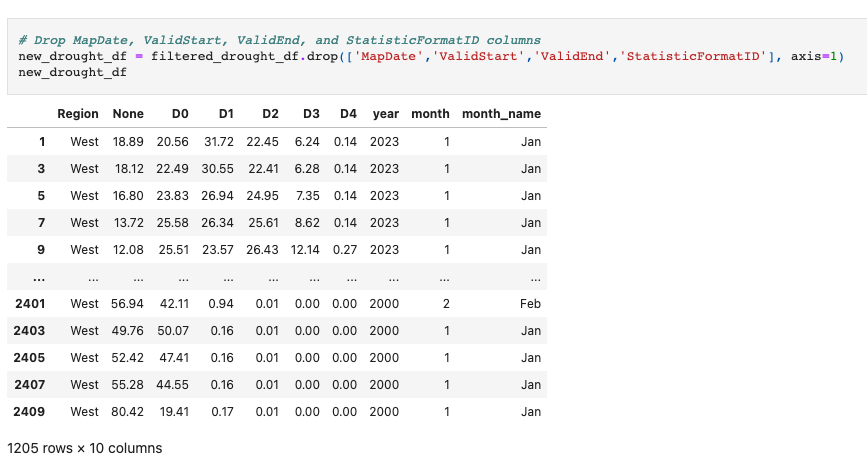 # Drop MapDate, ValidStart, ValidEnd, and StatisticFormatID columns
new_drought_df = filtered_drought_df.drop(['MapDate','ValidStart','ValidEnd','StatisticFormatID'], axis=1)
new_drought_df
Region None D0 D1 D2 D3 D4 year month month_name
1 West 18.89 20.56 31.72 22.45 6.24 0.14 2023 1 Jan
3 West 18.12 22.49 30.55 22.41 6.28 0.14 2023 1 Jan
5 West 16.80 23.83 26.94 24.95 7.35 0.14 2023 1 Jan
7 West 13.72 25.58 26.34 25.61 8.62 0.14 2023 1 Jan
9 West 12.08 25.51 23.57 26.43 12.14 0.27 2023 1 Jan
... ... ... ... ... ... ... ... ... ... ...
2401 West 56.94 42.11 0.94 0.01 0.00 0.00 2000 2 Feb
2403 West 49.76 50.07 0.16 0.01 0.00 0.00 2000 1 Jan
2405 West 52.42 47.41 0.16 0.01 0.00 0.00 2000 1 Jan
2407 West 55.28 44.55 0.16 0.01 0.00 0.00 2000 1 Jan
2409 West 80.42 19.41 0.17 0.01 0.00 0.00 2000 1 Jan
1205 rows × 10 columns